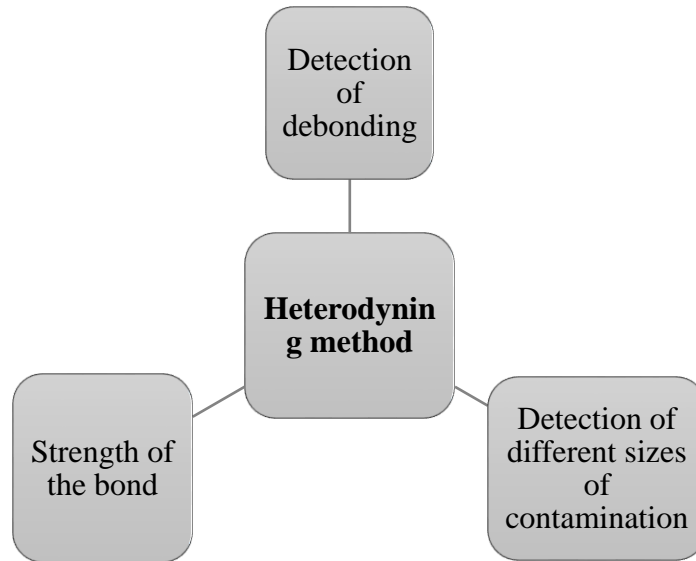 Detection
of
debonding
Heterodynin
g method
Strength of
the bond
Detection of
different sizes
of
contamination